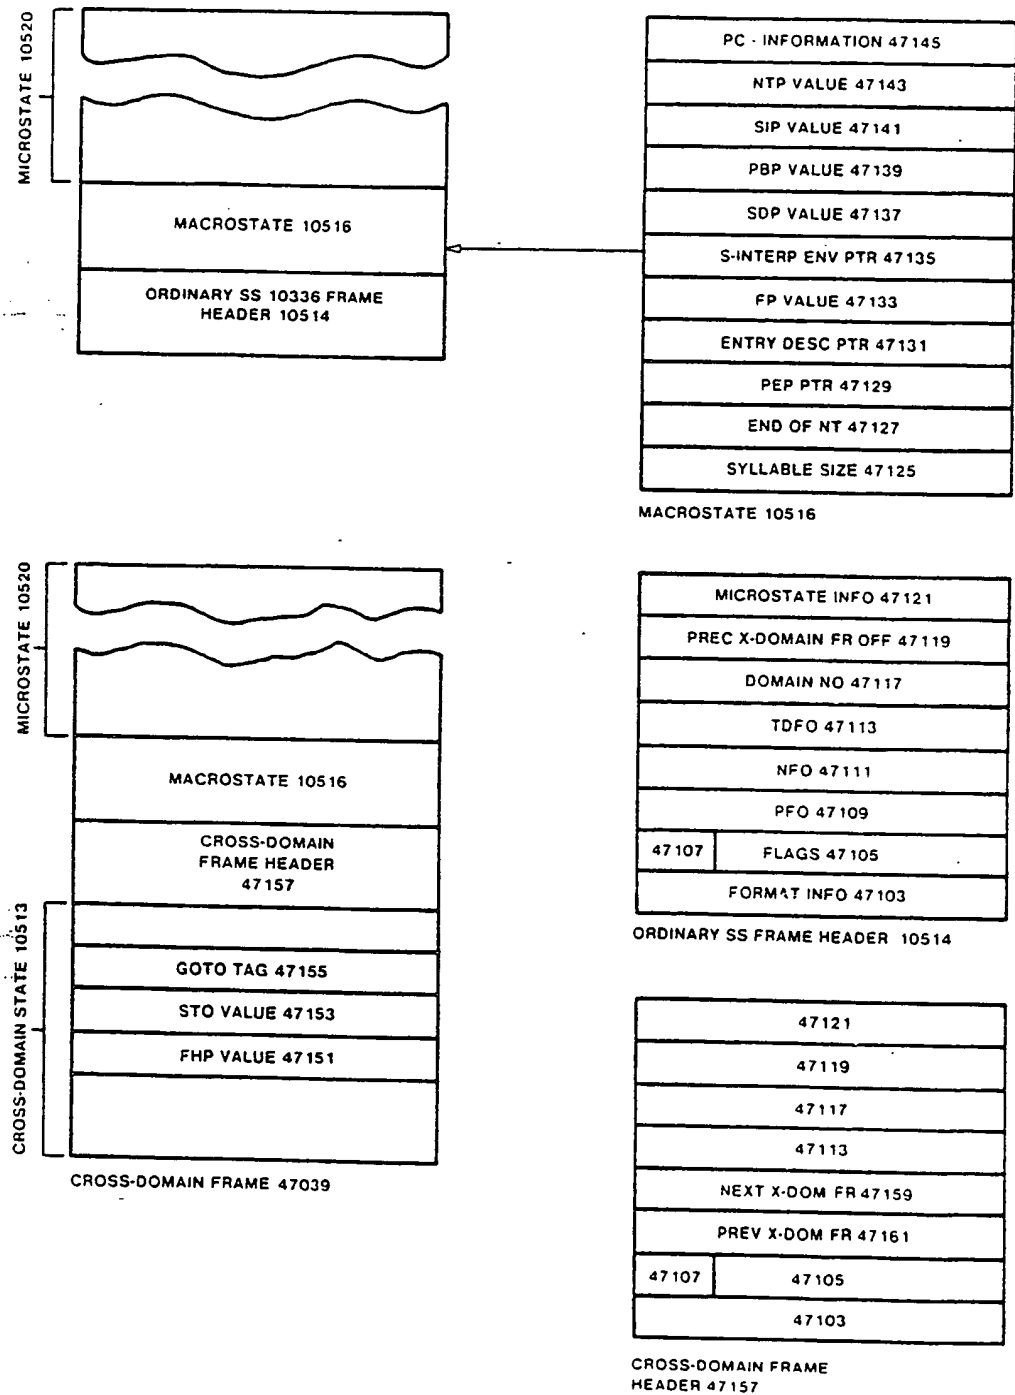 MICROSTATE 10520
MACROSTATE 10516
ORDINARY SS 10336 FRAME
HEADER 10514
PC - INFORMATION 47145
NTP VALUE 47143
SIP VALUE 47141
PBP VALUE 47139
SDP VALUE 47137
S-INTERP ENV PTR 47135
FP VALUE 47133
ENTRY DESC PTR 47131
PEP PTR 47129
END OF NT 47127
SYLLABLE SIZE 47125
MACROSTATE 10516
MICROSTATE 10520
MACROSTATE 10516
CROSS-DOMAIN
FRAME HEADER
47157
CROSS-DOMAIN STATE 10513
GOTO TAG 47155
STO VALUE 47153
FHP VALUE 47151
CROSS-DOMAIN FRAME 47039
MICROSTATE INFO 47121
PREC X-DOMAIN FR OFF 47119
DOMAIN NO 47117
TDFO 47113
NFO 47111
PFO 47109
47107 FLAGS 47105
FORMAT INFO 47103
ORDINARY SS FRAME HEADER 10514
47121
47119
47117
47113
NEXT X-DOM FR 47159
PREV X-DOM FR 47161
47107 47105
47103
CROSS-DOMAIN FRAME
HEADER 47157